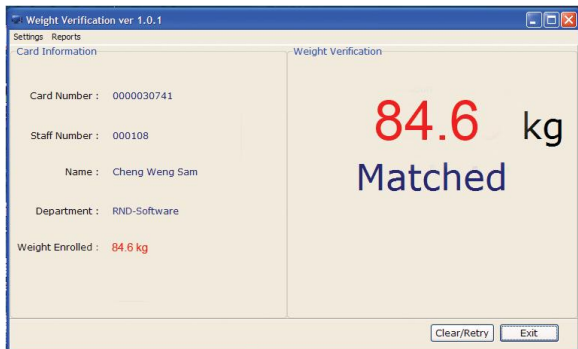 Weight Verification ver 1.0.1
Settings Reports
Card Information
Card Number : 0000030741
Staff Number : 000108
Name : Cheng Weng Sam
Department : RND-Software
Weight Enrolled : 84.6 kg
Weight Verification
84.6 kg
Matched
Clear/Retry Exit